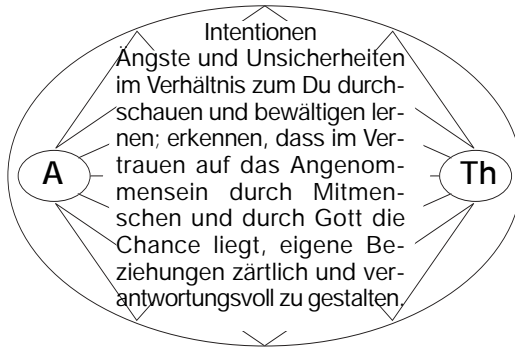 Intentionen
Ängste und Unsicherheiten
im Verhältnis zum Du durch-
schauen und bewältigen ler-
nen; erkennen, dass im Ver-
trauen auf das Angenom-
mensein durch Mitmen-
schen und durch Gott die
Chance liegt, eigene Be-
ziehungen zärtlich und ver-
antwortungsvoll zu gestalten.
A
Th